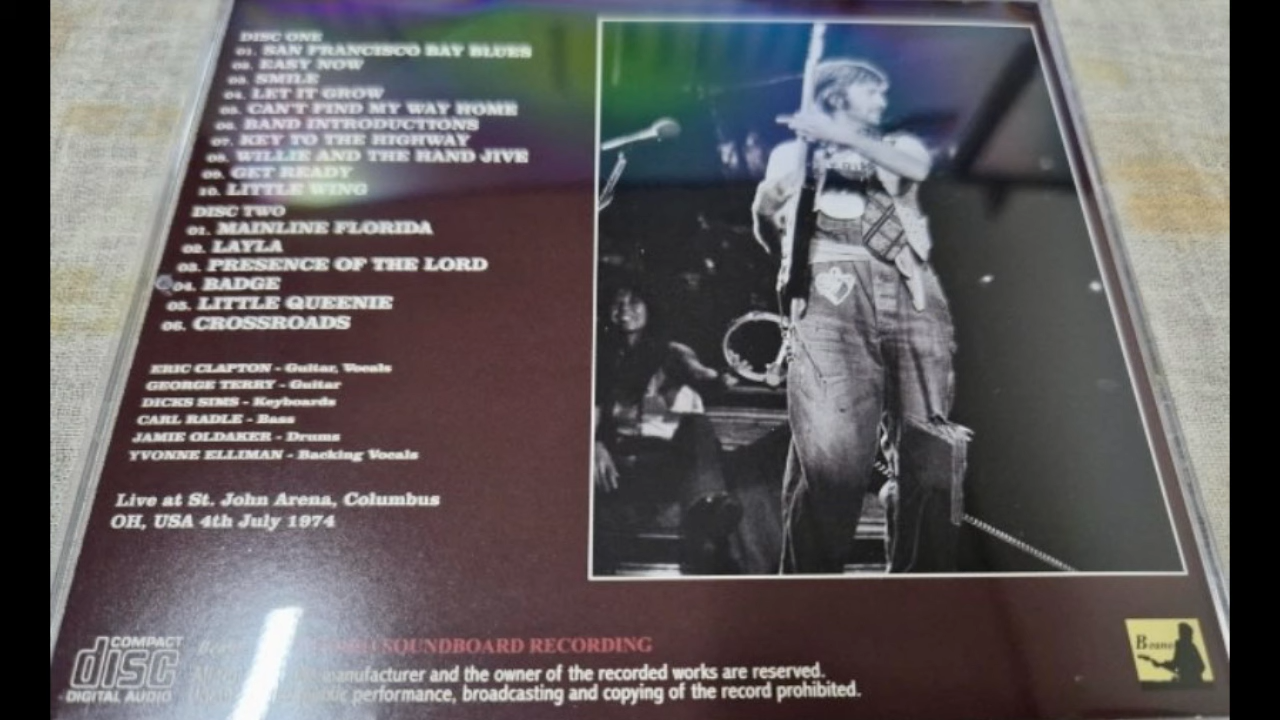 DISC ONE
01. SAN FRANCISCO BAY BLUES
02. EASY NOW
03. SMILE
04. LET IT GROW
05. CAN'T FIND MY WAY HOME
06. BAND INTRODUCTIONS
07. KEY TO THE HIGHWAY
08. WILLIE AND THE HAND JIVE
09. GET READY
10. LITTLE WING
DISC TWO
01. MAINLINE FLORIDA
02. LAYLA
03. PRESENCE OF THE LORD
04. BADGE
05. LITTLE QUEENIE
06. CROSSROADS
ERIC CLAPTON - Guitar, Vocals
GEORGE TERRY - Guitar
DICKS SIMS - Keyboards
CARL RADLE - Bass
JAMIE OLDAKER - Drums
YVONNE ELLIMAN - Backing Vocals
Live at St. John Arena, Columbus
OH, USA 4th July 1974
SOUNDBOARD RECORDING
manufacturer and the owner of the recorded works are reserved.
performance, broadcasting and copying of the record prohibited.
COMPACT
disc
DIGITAL AUDIO
Beano